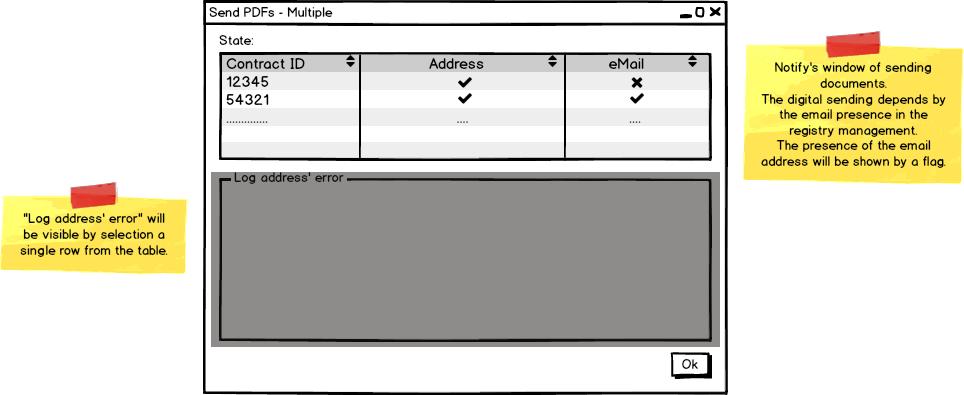 Send PDFs - Multiple
State:
Contract ID Address eMail
12345
54321
.............. .... ....
Log address' error
Ok
"Log address' error" will
be visible by selection a
single row from the table.
Notify's window of sending
documents.
The digital sending depends by
the email presence in the
registry management.
The presence of the email
address will be shown by a flag.